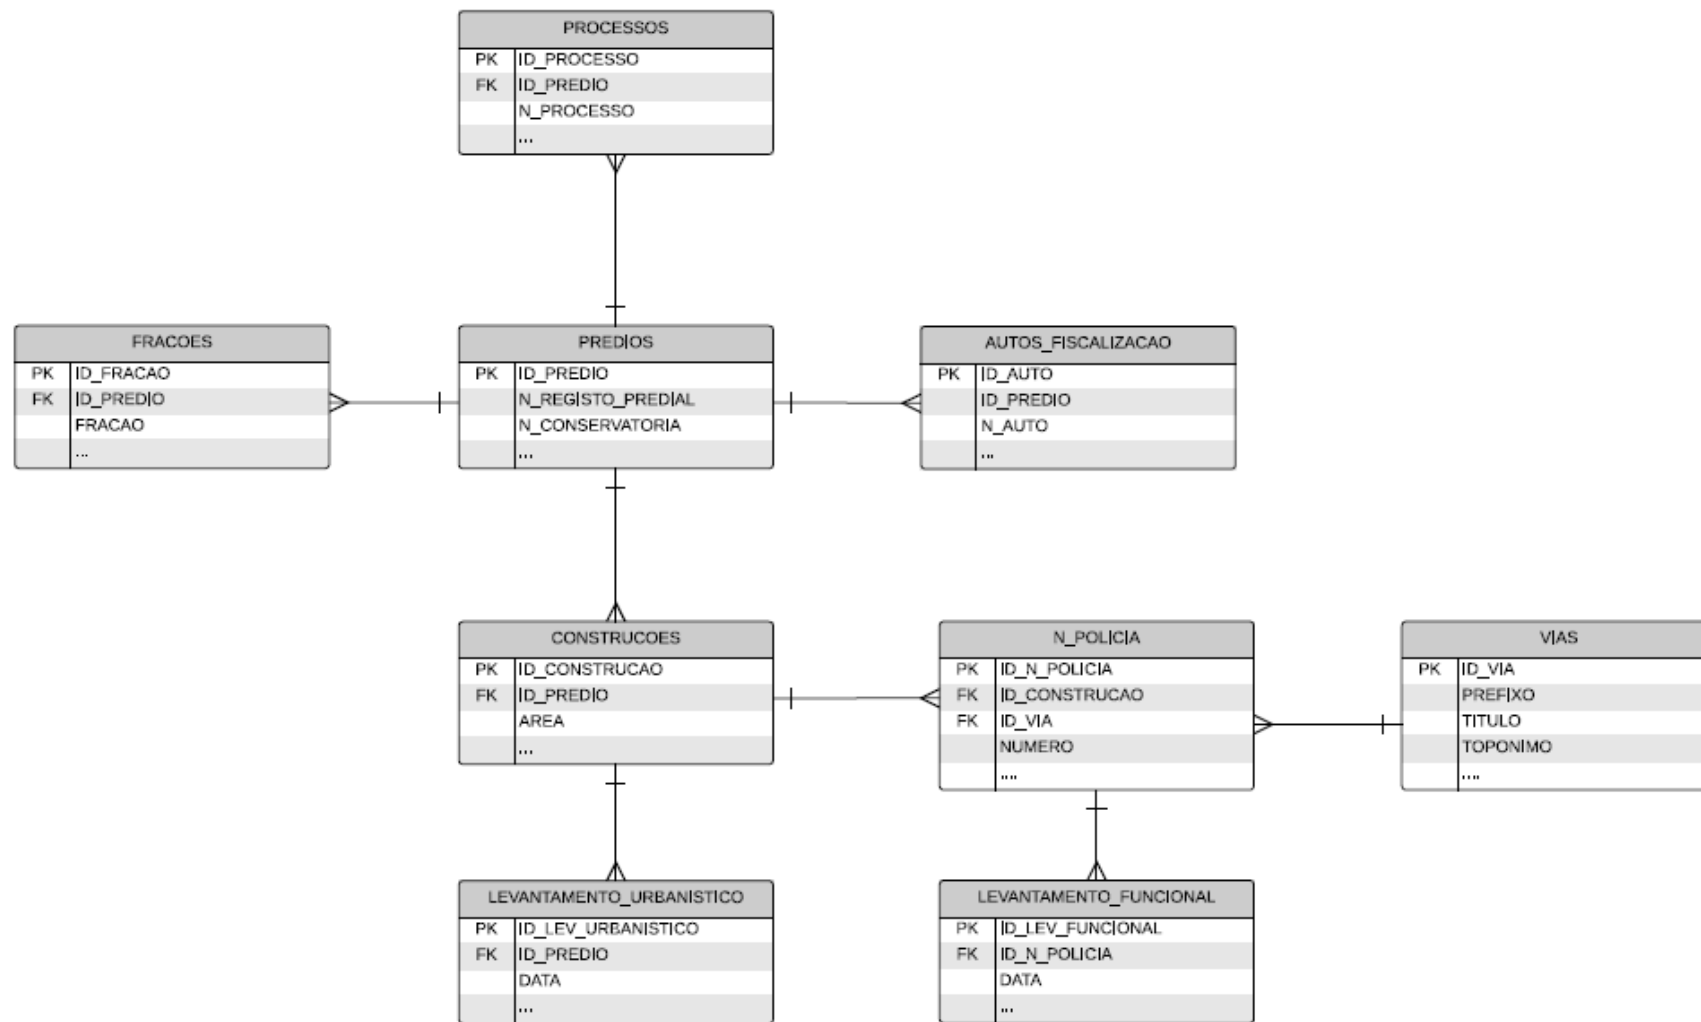 PROCESSOS
PK ID_PROCESSO
FK ID_PREDIO
N_PROCESSO
...
FRACOES
PK ID_FRACAO
FK ID_PREDIO
FRACAO
...
PREDIOS
PK ID_PREDIO
N_REGISTO_PREDIAL
N_CONSERVATORIA
...
AUTOS_FISCALIZACAO
PK ID_AUTO
ID_PREDIO
N_AUTO
...
CONSTRUCOES
PK ID_CONSTRUCAO
FK ID_PREDIO
AREA
...
N_POLICIA
PK ID_N_POLICIA
FK ID_CONSTRUCAO
FK ID_VIA
NUMERO
....
VIAS
PK ID_VIA
PREFIXO
TITULO
TOPONIMO
....
LEVANTAMENTO_URBANISTICO
PK ID_LEV_URBANISTICO
FK ID_PREDIO
DATA
...
LEVANTAMENTO_FUNCIONAL
PK ID_LEV_FUNCIONAL
FK ID_N_POLICIA
DATA
...